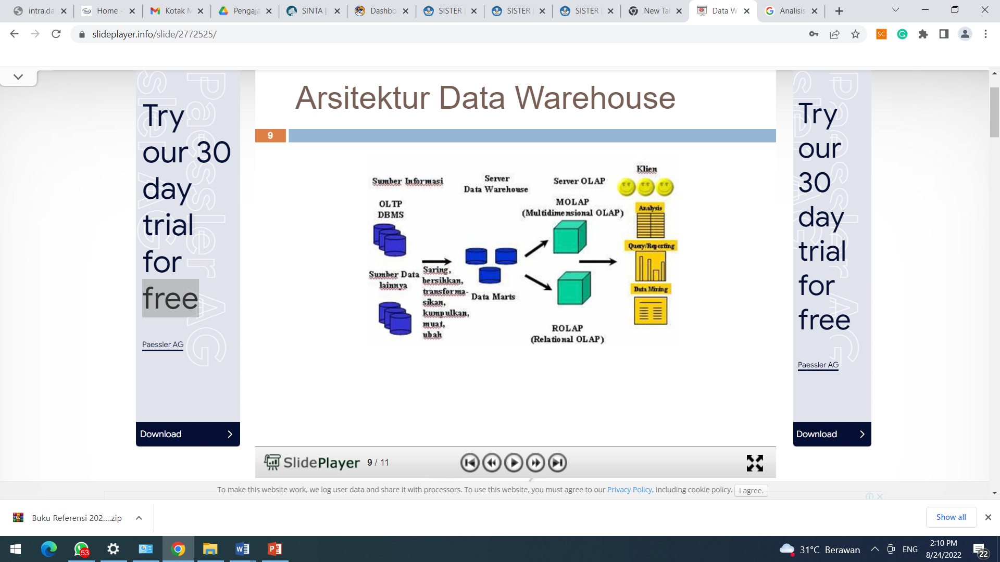 intra.da
Home -
Kotak M
Pengaja
SINTA |
Dashbo
SISTER
SISTER
SISTER
New Tal
Data W
Analisis
slideplayer.info/slide/2772525/
SC
Try
our 30
day
trial
for
free
Paessler AG
Download
Arsitektur Data Warehouse
9
Sumber Informasi
OLTP
DBMS
Sumber Data
lainnya
Saring,
bersihkan,
transforma-
sikan,
kumpulkan,
muat,
ubah
Server
Data Warehouse
Data Marts
Server OLAP
MOLAP
(Multidimensional OLAP)
ROLAP
(Relational OLAP)
Klien
Analysis
Query/Reporting
Data Mining
Try
our
30
day
trial
for
free
Paessler AG
Download
SlidePlayer 9 / 11
To make this website work, we log user data and share it with processors. To use this website, you must agree to our Privacy Policy, including cookie policy. I agree.
Buku Referensi 202....zip
Show all
53
31°C Berawan
ENG
2:10 PM
8/24/2022
22